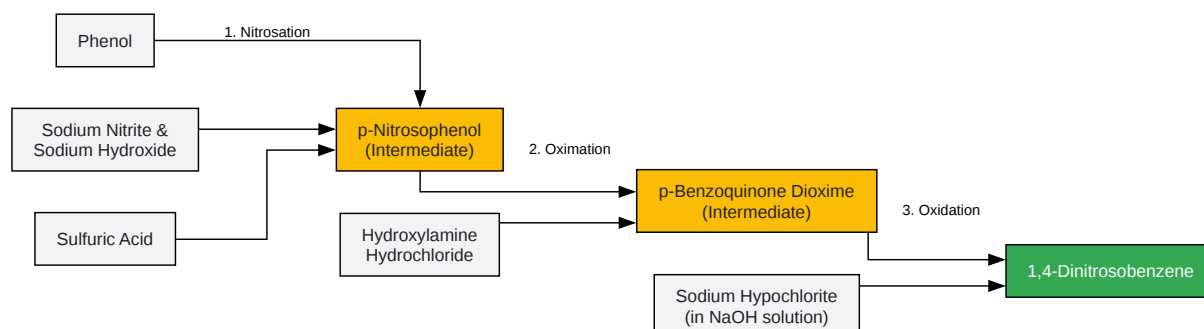 Phenol
1. Nitrosation
Sodium Nitrite &
Sodium Hydroxide
p-Nitrosophenol
(Intermediate)
2. Oximation
Sulfuric Acid
Hydroxylamine
Hydrochloride
p-Benzoquinone Dioxime
(Intermediate)
3. Oxidation
Sodium Hypochlorite
(in NaOH solution)
1,4-Dinitrosobenzene